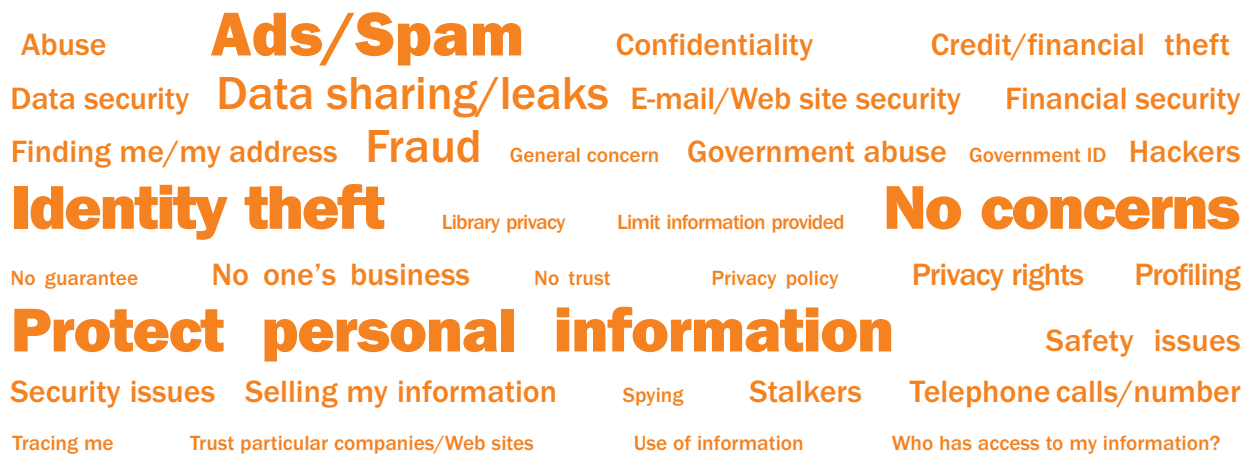 Abuse Ads/Spam Confidentiality Credit/financial theft
Data security Data sharing/leaks E-mail/Web site security Financial security
Finding me/my address Fraud General concern Government abuse Government ID Hackers
Identity theft Library privacy Limit information provided No concerns
No guarantee No one's business No trust Privacy policy Privacy rights Profiling
Protect personal information Safety issues
Security issues Selling my information Spying Stalkers Telephone calls/number
Tracing me Trust particular companies/Web sites Use of information Who has access to my information?